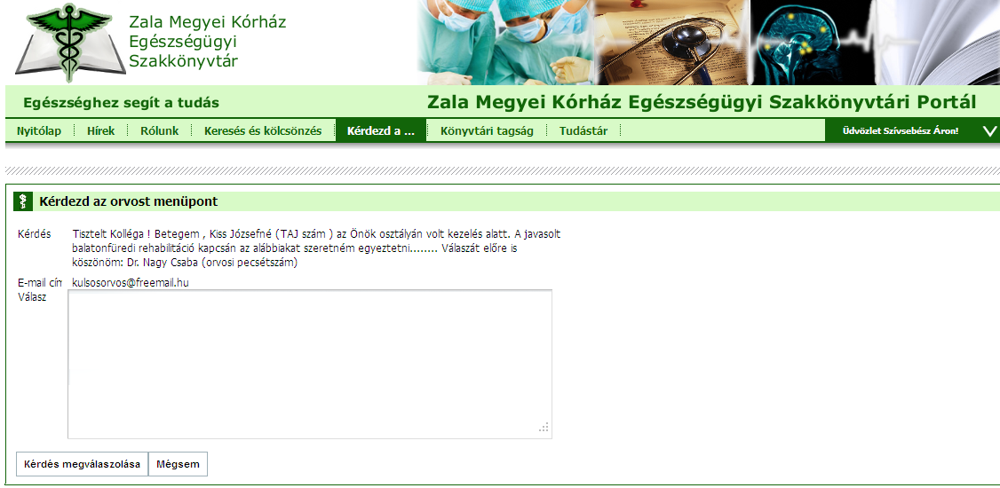 Zala Megyei Kórház
Egészségügyi
Szakkönyvtár
Egészséghez segít a tudás
Zala Megyei Kórház Egészségügyi Szakkönyvtári Portál
Nyitólap Hírek Rólunk Keresés és kölcsönzés Kérdezd a ... Könyvtári tagság Tudástár Üdvözlet Szívsebész Áron!
Kérdezd az orvost menüpont
Kérdés Tisztelt Kolléga ! Betegem , Kiss Józsefné (TAJ szám ) az Önök osztályán volt kezelés alatt. A javasolt
balatonfüredi rehabilitáció kapcsán az alábbiakat szeretném egyeztetni........ Válaszát előre is
köszönöm: Dr. Nagy Csaba (orvosi pecsétszám)
E-mail cím kulsosorvos@freemail.hu
Válasz
Kérdés megválaszolása Mégsem